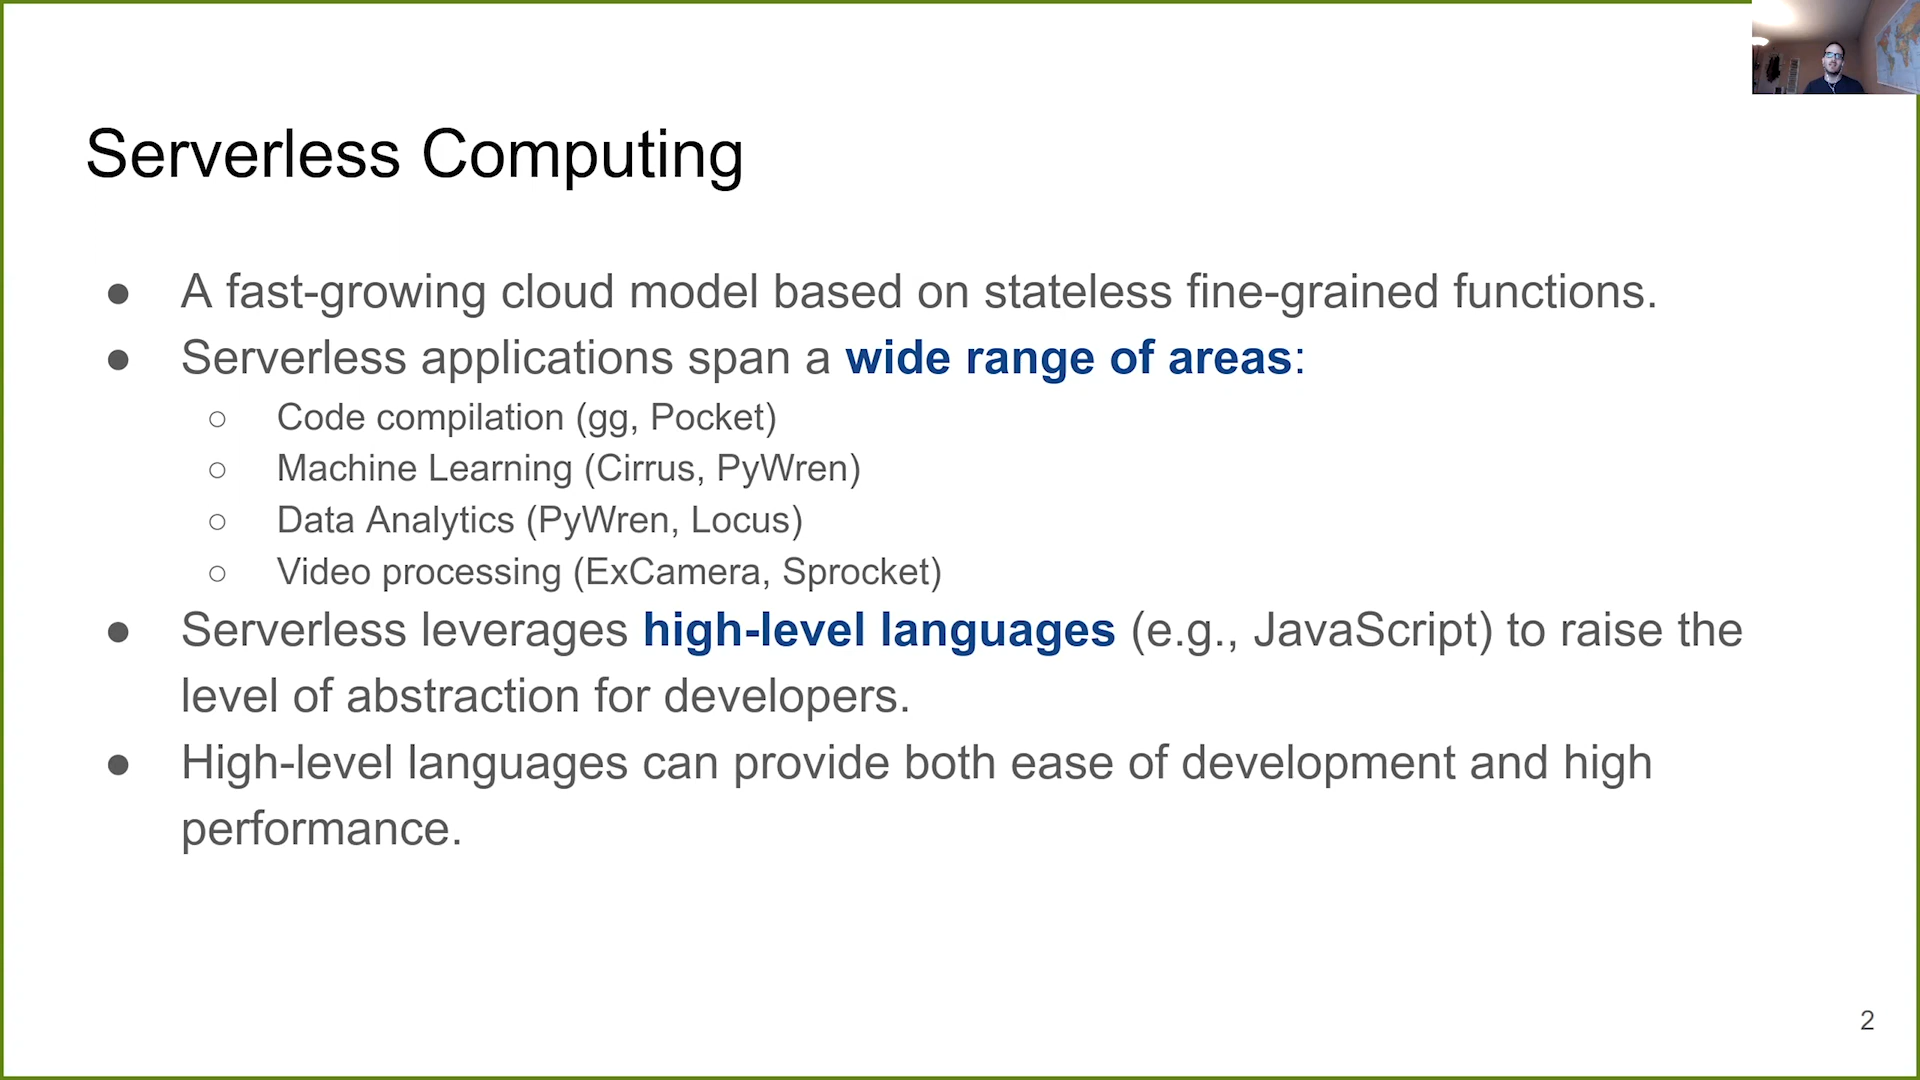 Serverless Computing
● A fast-growing cloud model based on stateless fine-grained functions.
● Serverless applications span a wide range of areas:
○ Code compilation (gg, Pocket)
○ Machine Learning (Cirrus, PyWren)
○ Data Analytics (PyWren, Locus)
○ Video processing (ExCamera, Sprocket)
● Serverless leverages high-level languages (e.g., JavaScript) to raise the
level of abstraction for developers.
● High-level languages can provide both ease of development and high
performance.
2